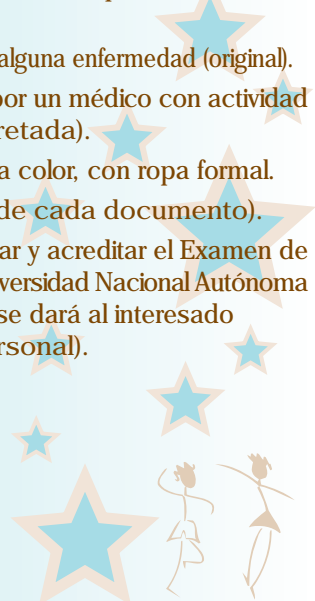 alguna enfermedad (original).
por un médico con actividad
retada).
a color, con ropa formal.
de cada documento).
ar y acreditar el Examen de
versidad Nacional Autónoma
se dará al interesado
rsonal).